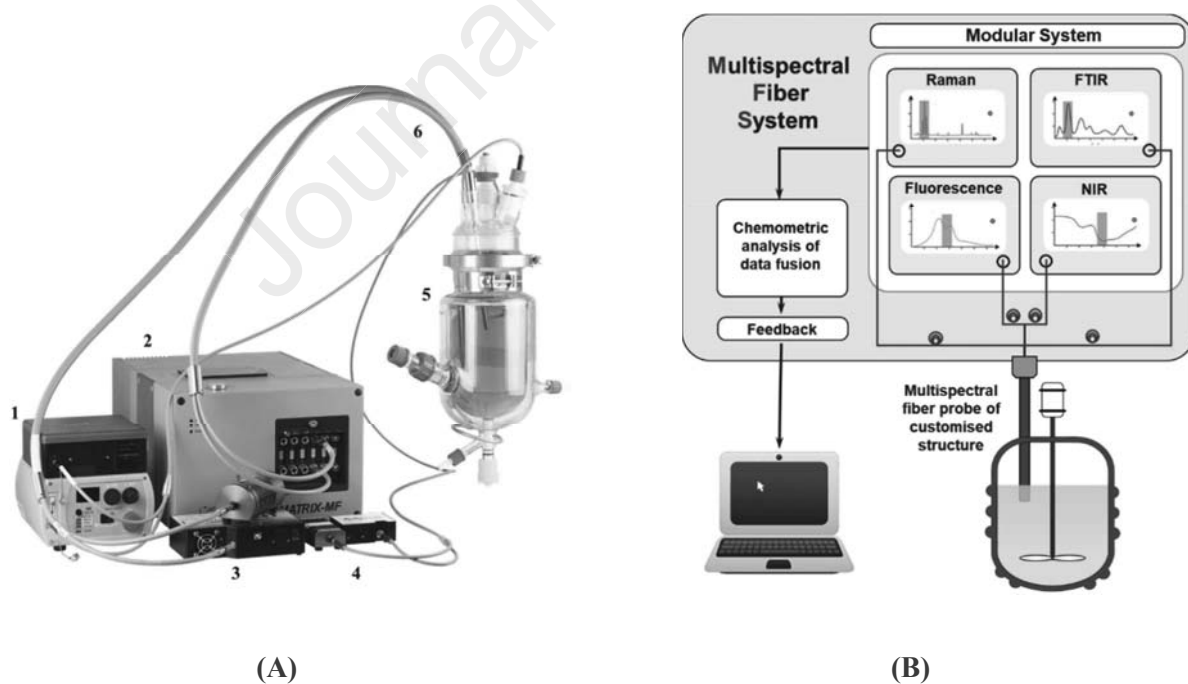 Journal
6
2
1
5
MATRIX-MF
3
4
(A)
Multispectral
Fiber
System
Modular System
Raman
FTIR
Fluorescence
NIR
Chemometric
analysis of
data fusion
Feedback
Multispectral
fiber probe of
customised
structure
(B)